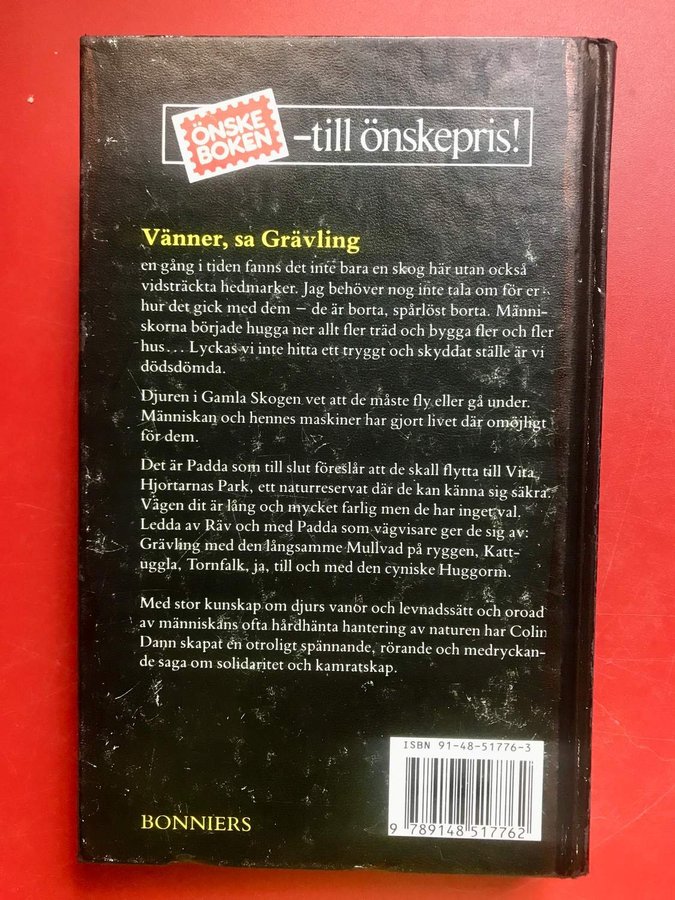 ÖNSKE
BOKEN
–till önskepris!
Vänner, sa Grävling
en gång i tiden fanns det inte bara en skog här utan också
vidsträckta hedmarker. Jag behöver nog inte tala om för er
hur det gick med dem – de är borta, spårlöst borta. Männi-
skorna började hugga ner allt fler träd och bygga fler och fler
hus... Lyckas vi inte hitta ett tryggt och skyddat ställe är vi
dödsdömda.
Djuren i Gamla Skogen vet att de måste fly eller gå under.
Människan och hennes maskiner har gjort livet där omöjligt
för dem.
Det är Padda som till slut föreslår att de skall flytta till Vita
Hjortarnas Park, ett naturreservat där de kan känna sig säkra.
Vägen dit är lång och mycket farlig men de har inget val.
Ledda av Räv och med Padda som vägvisare ger de sig av:
Grävling med den långsamme Mullvad på ryggen, Katt-
uggla, Tornfalk, ja, till och med den cyniske Huggorm.
Med stor kunskap om djurs vanor och levnadssätt och oroad
av människans ofta hårdhänta hantering av naturen har Colin
Dann skapat en otroligt spännande, rörande och medryckan-
de saga om solidaritet och kamratskap.
ISBN 91-48-51776-3
9 789148 517762
BONNIERS